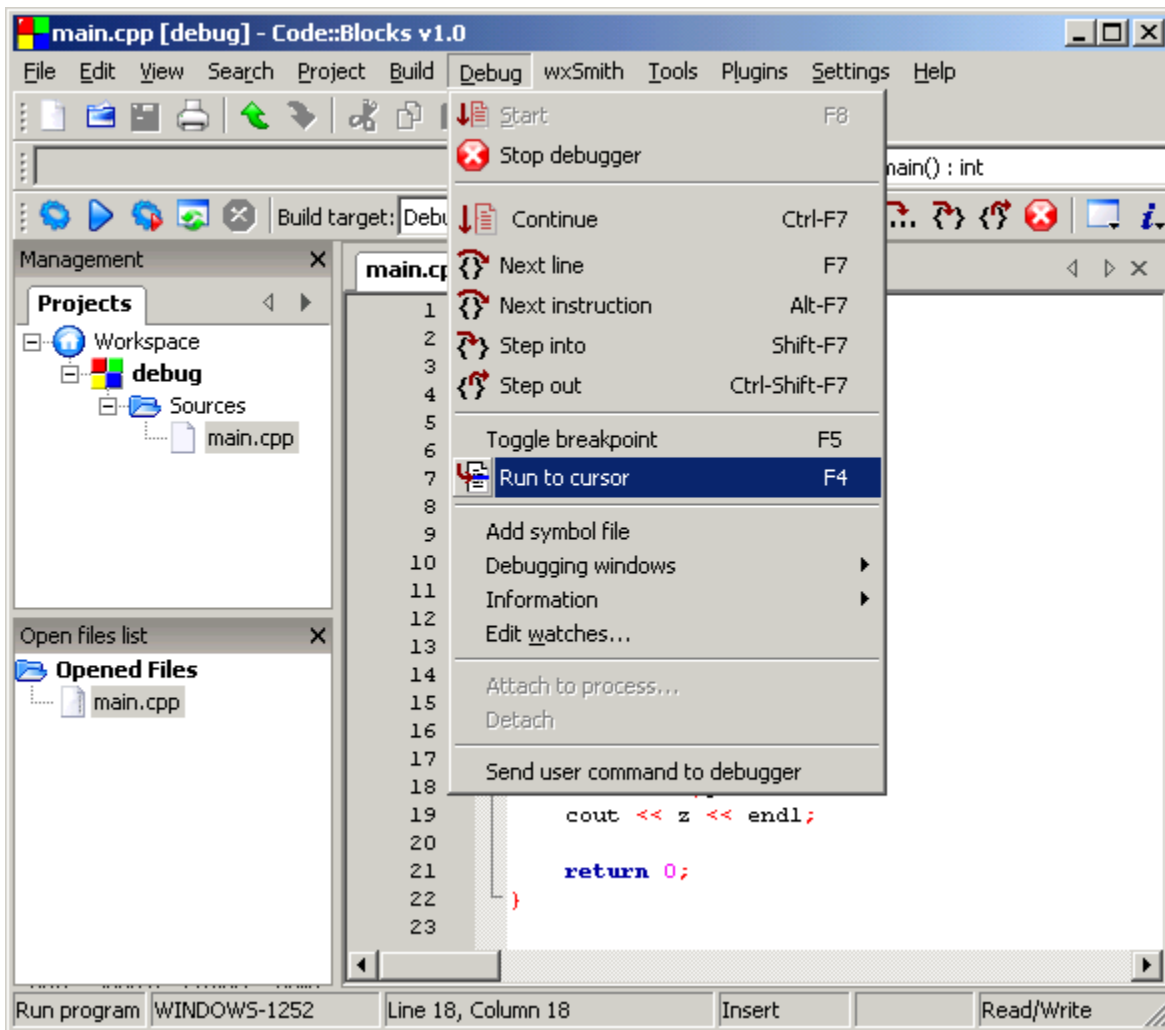 main.cpp [debug] - Code::Blocks v1.0
File Edit View Search Project Build Debug wxSmith Tools Plugins Settings Help
main() : int
Build target: Debu
Management
Projects
Workspace
debug
Sources
main.cpp
Open files list
Opened Files
main.cpp
Start F8
Stop debugger
Continue Ctrl-F7
Next line F7
Next instruction Alt-F7
Step into Shift-F7
Step out Ctrl-Shift-F7
Toggle breakpoint F5
Run to cursor F4
Add symbol file
Debugging windows
Information
Edit watches...
Attach to process...
Detach
Send user command to debugger
main.cp
1
2
3
4
5
6
7
8
9
10
11
12
13
14
15
16
17
18
19 cout << z << endl;
20
21 return 0;
22 }
23
Run program WINDOWS-1252 Line 18, Column 18 Insert Read/Write